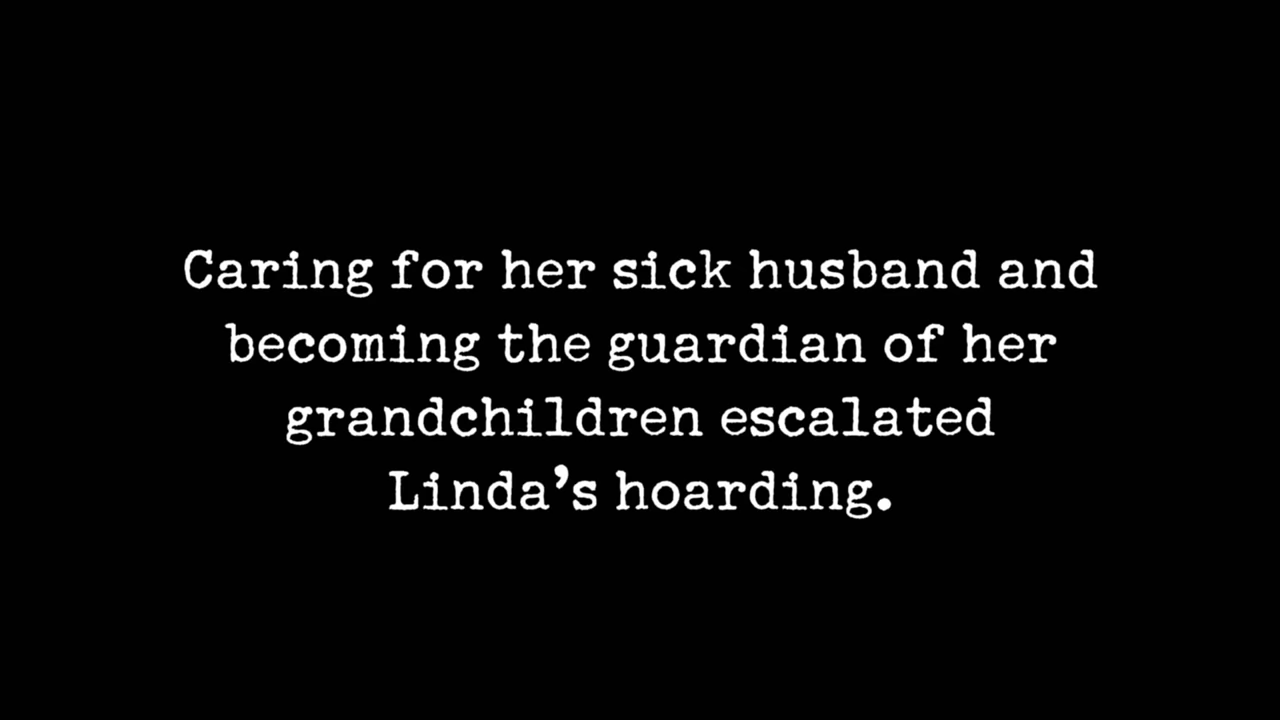 Caring for her sick husband and
becoming the guardian of her
grandchildren escalated
Linda’s hoarding.